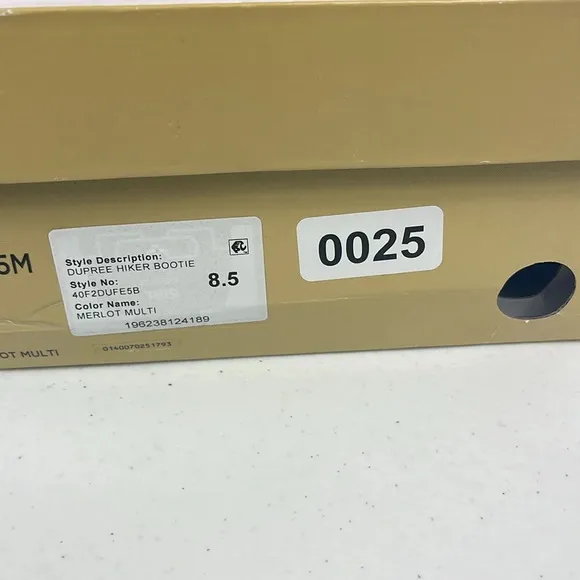 5M
Style Description:
DUPREE HIKER BOOTIE
Style No:
40F2DUFE5B
8.5
Color Name:
MERLOT MULTI
196238124189
0025
OT MULTI
0140070251793